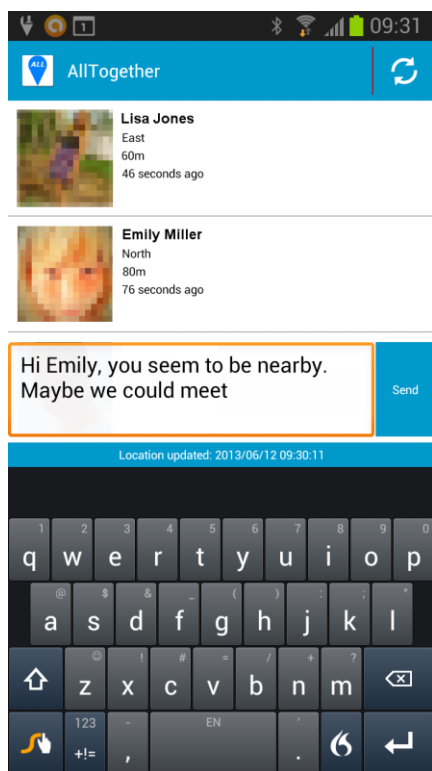 1
09:31
ALL
AllTogether
Lisa Jones
East
60m
46 seconds ago
Emily Miller
North
80m
76 seconds ago
Hi Emily, you seem to be nearby.
Maybe we could meet
Send
Location updated: 2013/06/12 09:30:11
1 2 3 4 5 6 7 8 9 0
q w e r t y u i o p
@ $ & _ ( ) : ; "
a s d f g h j k l
! # = / + ?
z x c v b n m
123 - EN '
+!= , .